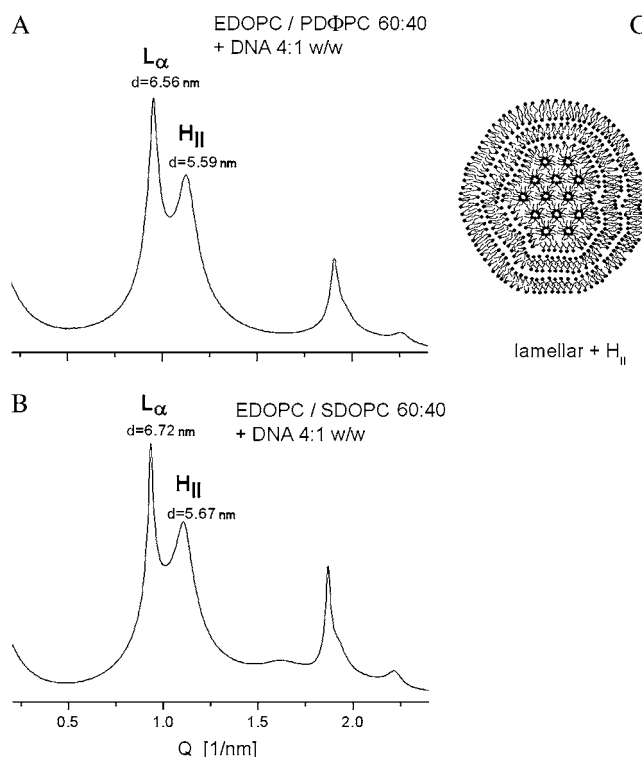 A
EDOPC / PDΦPC 60:40
+ DNA 4:1 w/w
Lα
d=6.56 nm
HII
d=5.59 nm
C
lamellar + HII
B
EDOPC / SDOPC 60:40
+ DNA 4:1 w/w
Lα
d=6.72 nm
HII
d=5.67 nm
0.5 1.0 1.5 2.0
Q [1/nm]